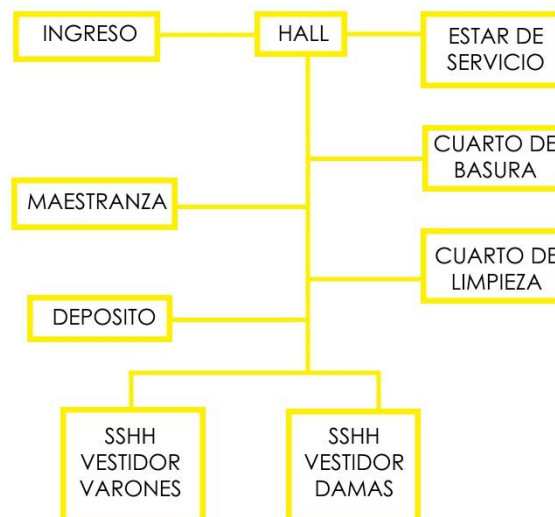 INGRESO
HALL
ESTAR DE
SERVICIO
CUARTO DE
BASURA
MAESTRANZA
CUARTO DE
LIMPIEZA
DEPOSITO
SSHH
VESTIDOR
VARONES
SSHH
VESTIDOR
DAMAS